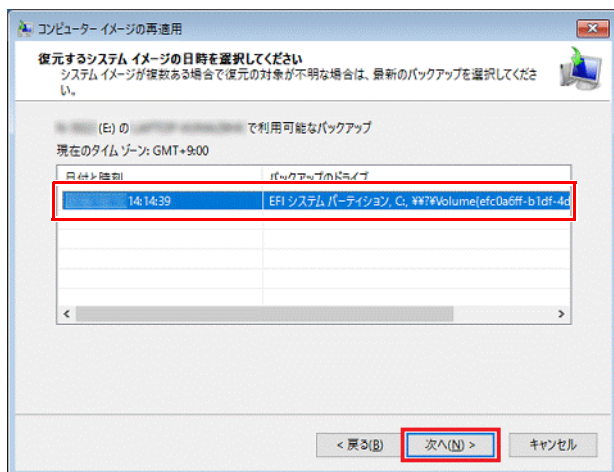 コンピューター イメージの再適用
復元するシステム イメージの日時を選択してください
システム イメージが複数ある場合で復元の対象が不明な場合は、最新のバックアップを選択してくださ
い。
(E:) の で利用可能なバックアップ
現在のタイム ゾーン: GMT+9:00
日付と時刻 バックアップのドライブ
14:14:39 EFI システム パーティション, C:, ¥¥?¥Volume{efc0a6ff-b1df-4d
< 戻る(B) 次へ(N) > キャンセル